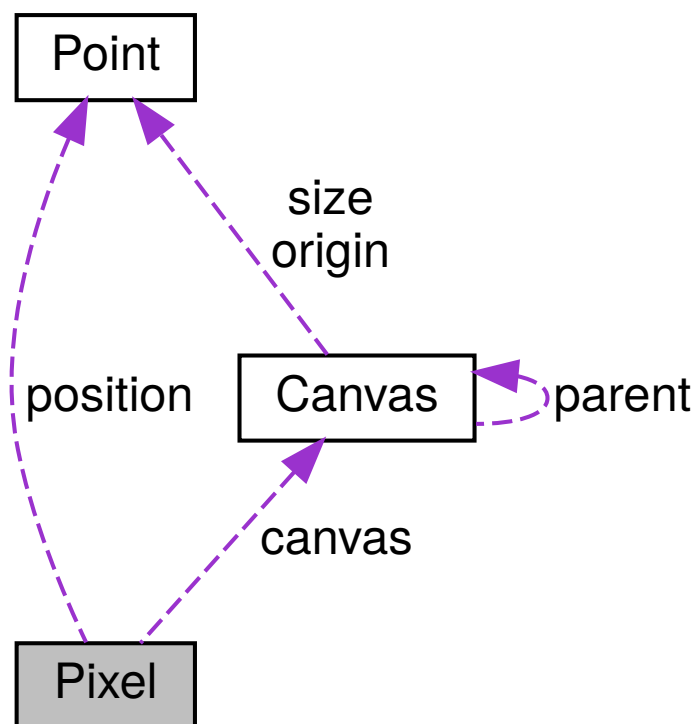 Point
size
origin
position
Canvas
parent
canvas
Pixel